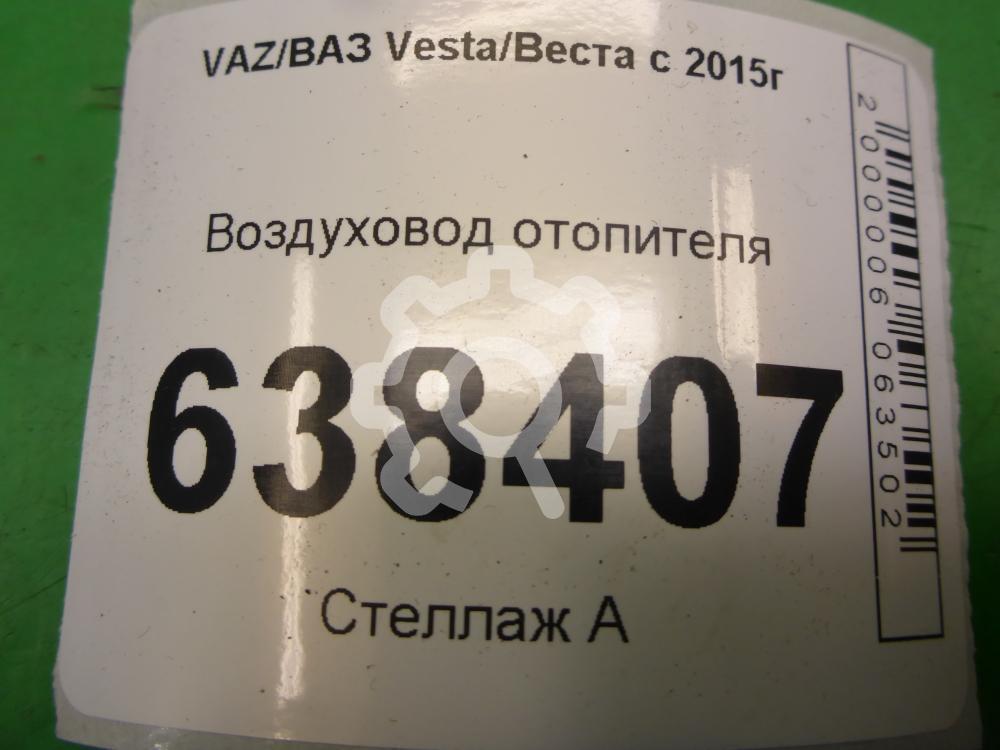 VAZ/ВАЗ Vesta/Веста с 2015г
Воздуховод отопителя
638407
Стеллаж А
2000006063502